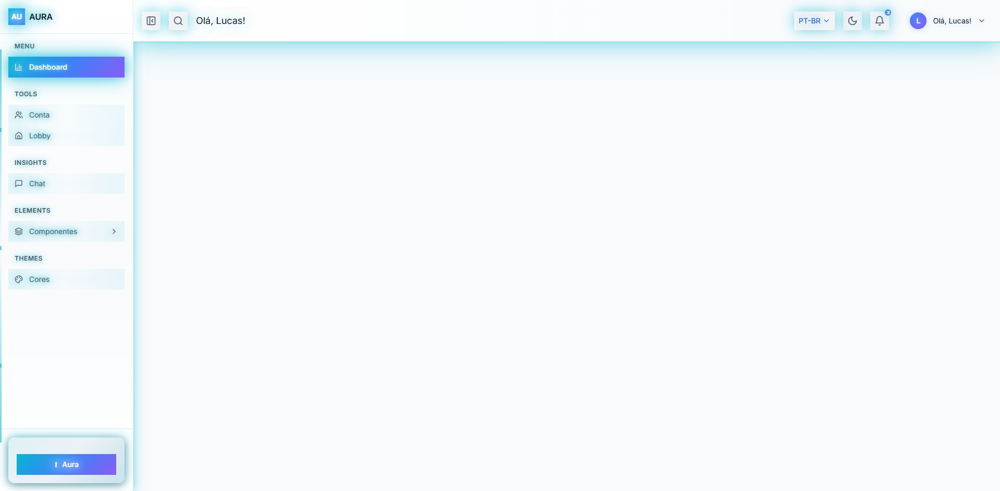 AU AURA
MENU
Dashboard
TOOLS
Conta
Lobby
INSIGHTS
Chat
ELEMENTS
Componentes
THEMES
Cores
Aura
Olá, Lucas!
PT-BR
3
L Olá, Lucas!